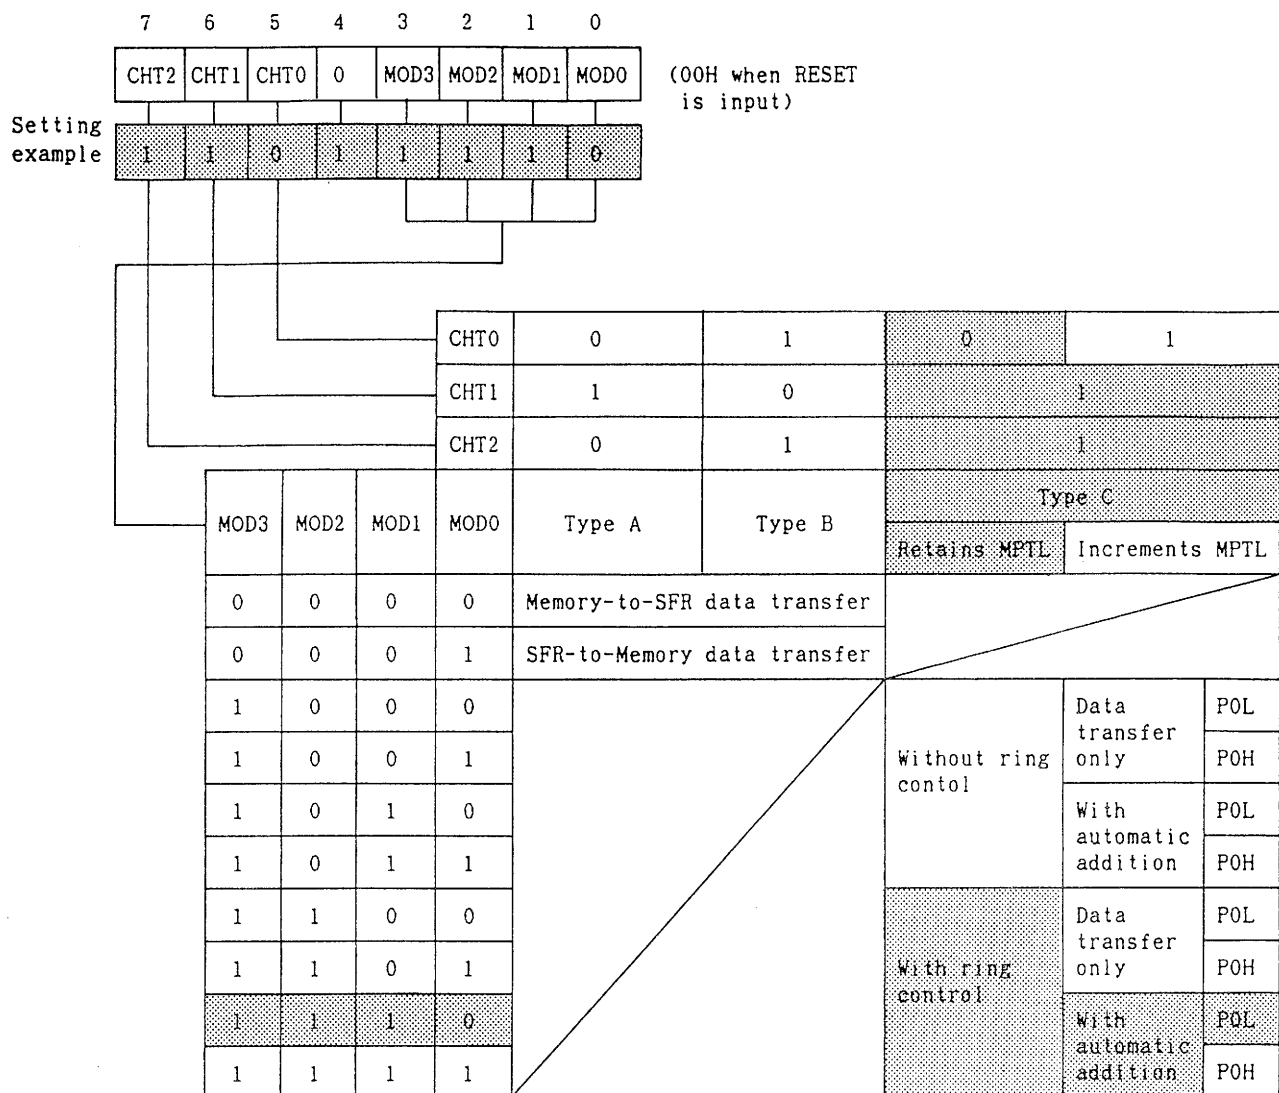 7 6 5 4 3 2 1 0
CHT2 CHT1 CHT0 0 MOD3 MOD2 MOD1 MOD0 (00H when RESET
is input)
Setting
example 1 1 0 1 1 1 1 0
CHT0 0 1 0 1
CHT1 1 0 1
CHT2 0 1 1
MOD3 MOD2 MOD1 MOD0 Type A Type B Type C
Retains MPTL Increments MPTL
0 0 0 0 Memory-to-SFR data transfer
0 0 0 1 SFR-to-Memory data transfer
1 0 0 0
1 0 0 1
1 0 1 0
1 0 1 1
1 1 0 0
1 1 0 1
1 1 1 0
1 1 1 1
Without ring
contol
Data
transfer
only
P0L
P0H
With
automatic
addition
P0L
P0H
With ring
control
Data
transfer
only
P0L
P0H
With
automatic
addition
P0L
P0H